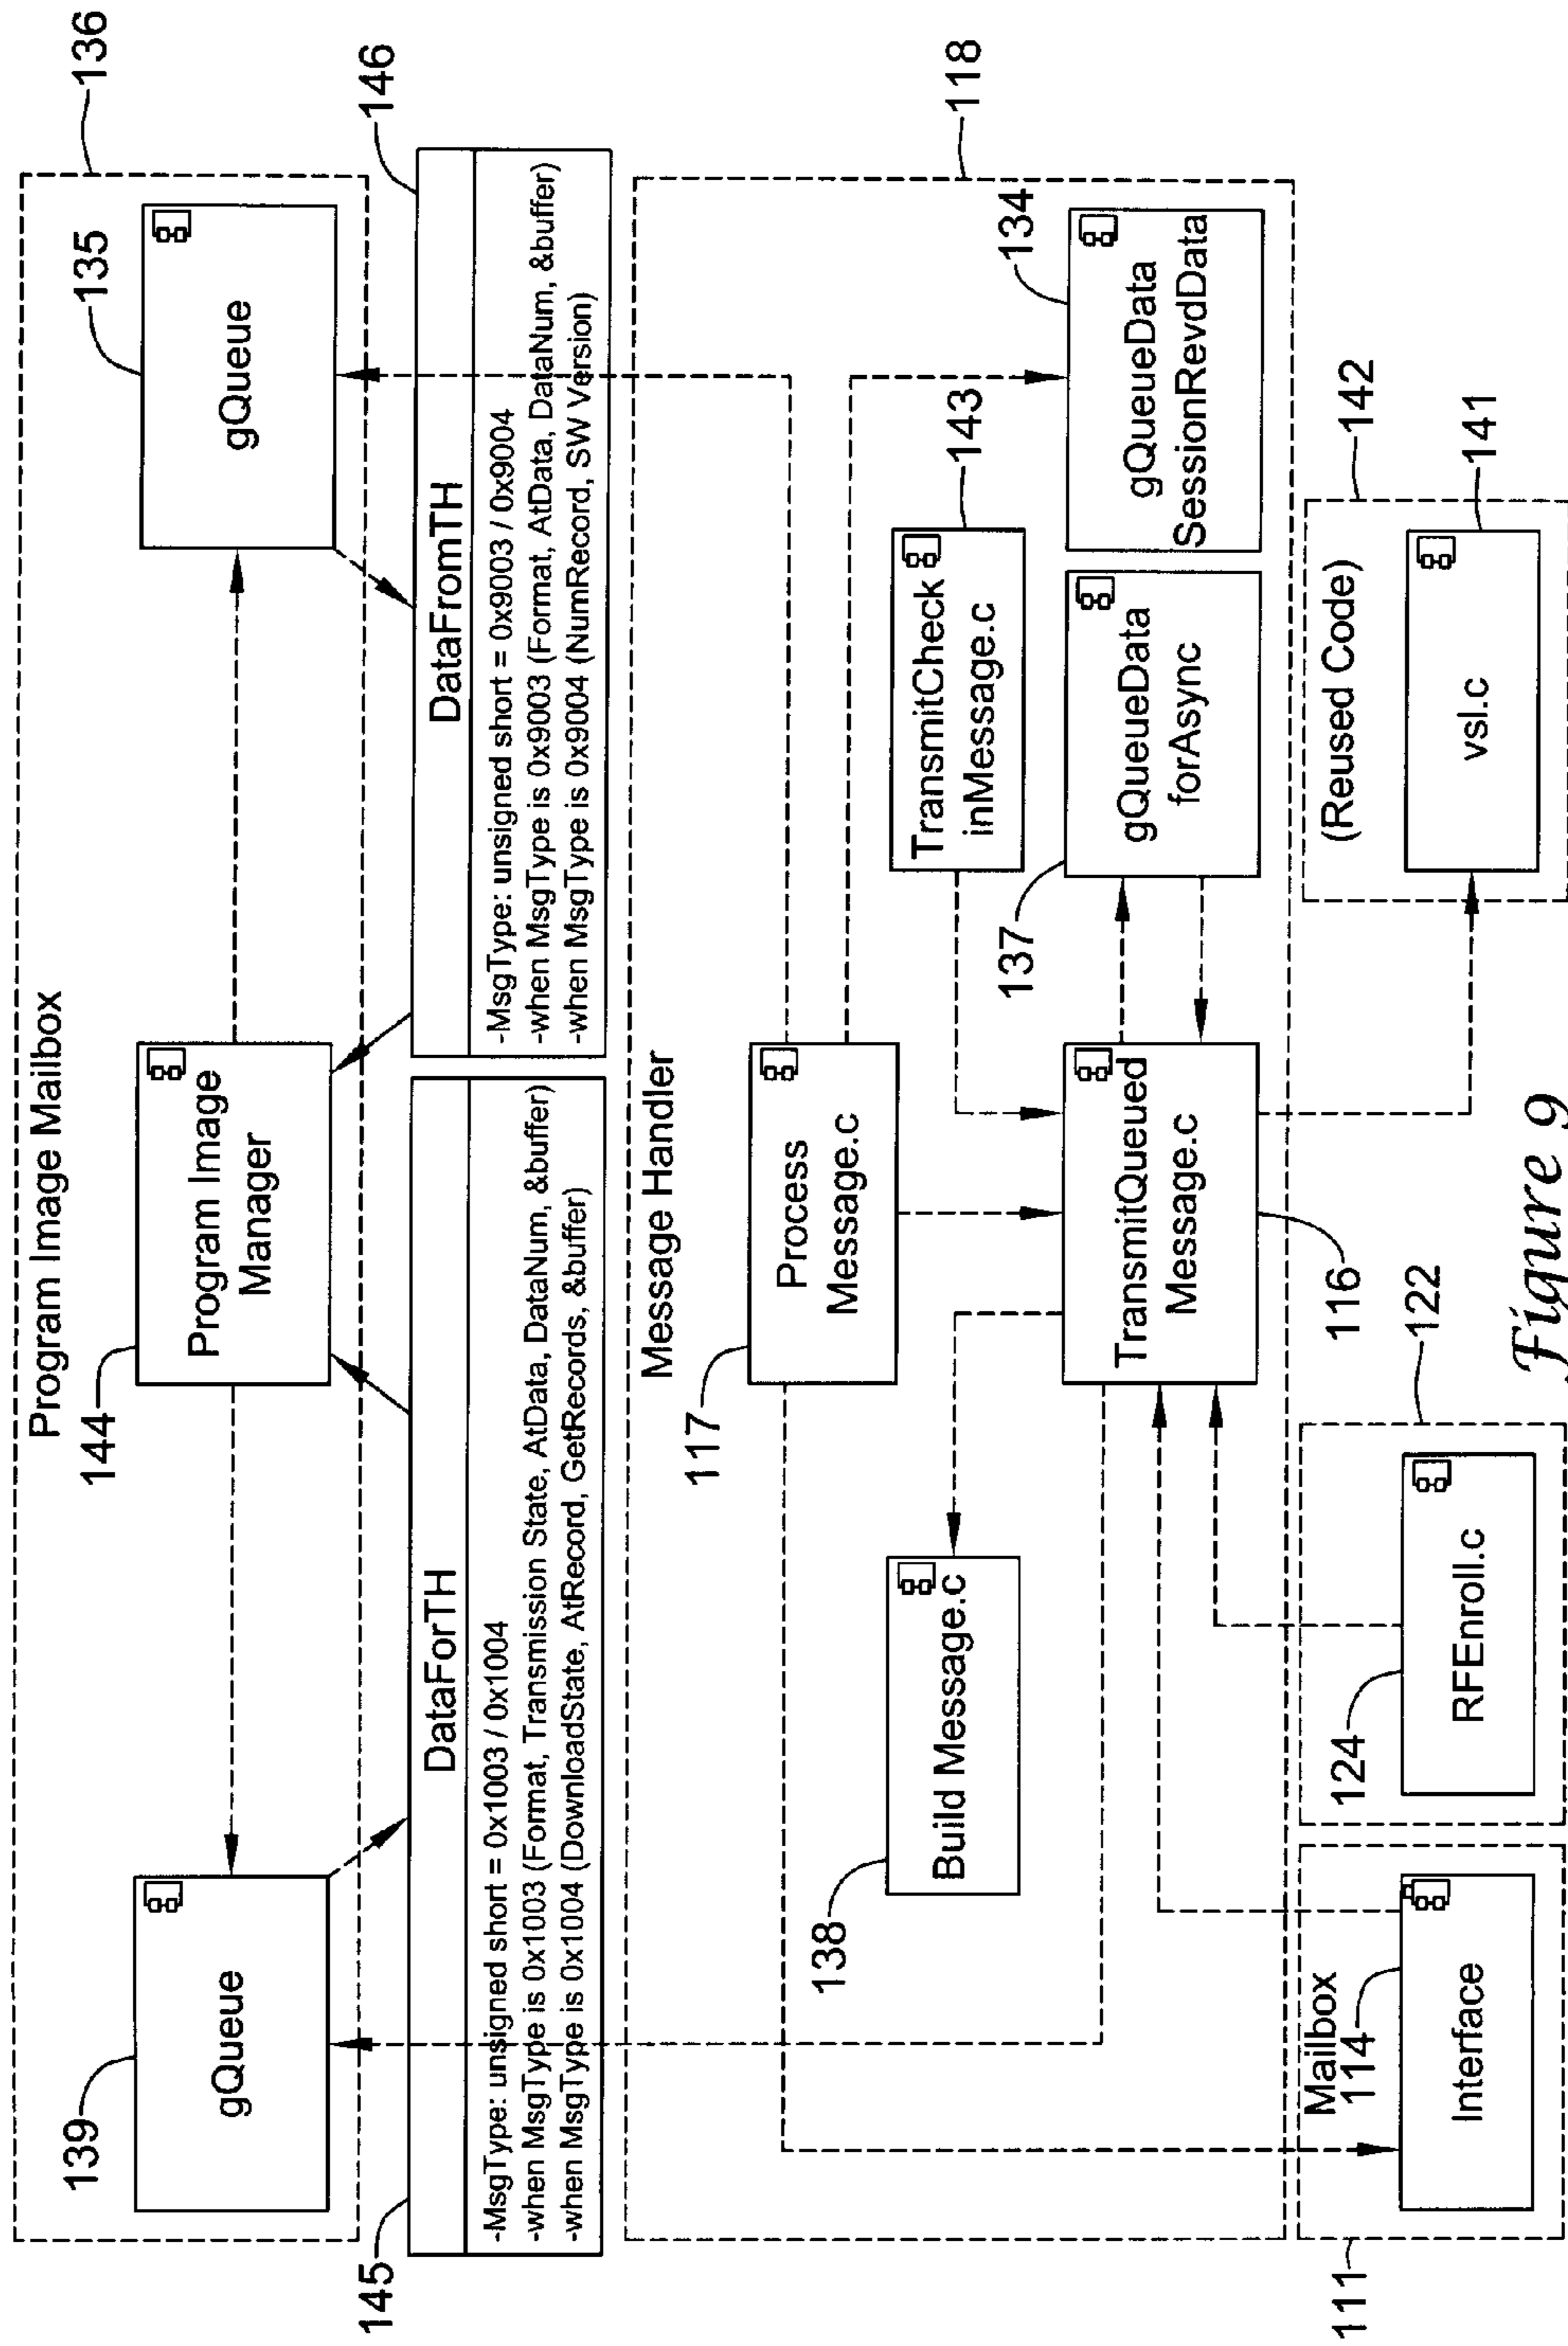 Program Image Mailbox
136
139
gQueue
144
Program Image
Manager
135
gQueue
145
DataForTH
-MsgType: unsigned short = 0x1003 / 0x1004
-when MsgType is 0x1003 (Format, Transmission State, AtData, DataNum, &buffer)
-when MsgType is 0x1004 (DownloadState, AtRecord, GetRecords, &buffer)
146
DataFromTH
-MsgType: unsigned short = 0x9003 / 0x9004
-when MsgType is 0x9003 (Format, AtData, DataNum, &buffer)
-when MsgType is 0x9004 (NumRecord, SW Version)
Message Handler
118
117
Process
Message.c
138
Build Message.c
143
TransmitCheck
inMessage.c
TransmitQueued
Message.c
116
137
gQueueData
forAsync
134
gQueueData
SessionRevdData
111
Mailbox
114
Interface
122
124
RFEnroll.c
142
(Reused Code)
141
vsl.c
Figure 9